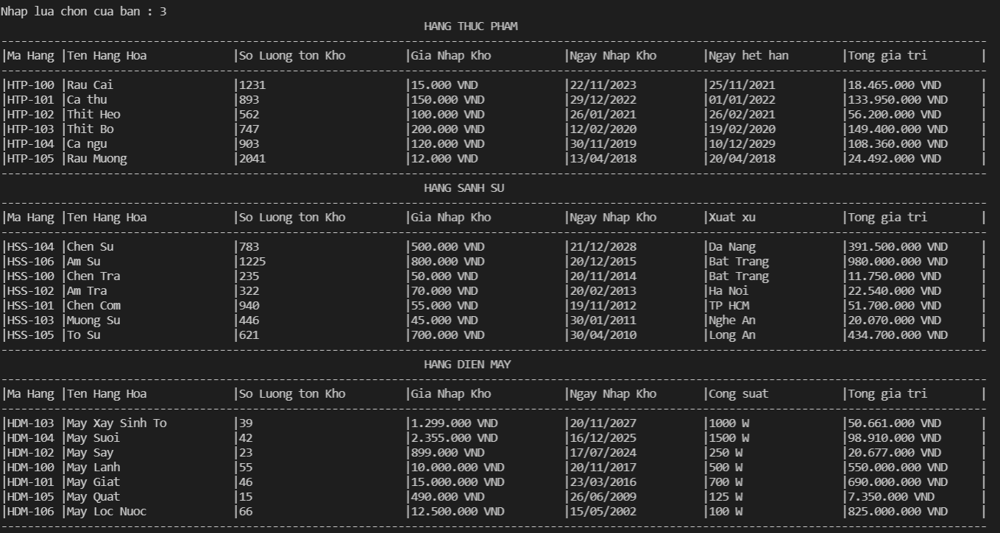 Nhap lua chon cua ban : 3
HANG THUC PHAM
|Ma Hang |Ten Hang Hoa |So Luong ton Kho |Gia Nhap Kho |Ngay Nhap Kho |Ngay het han |Tong gia tri |
|HTP-100 |Rau Cai |1231 |15.000 VND |22/11/2023 |25/11/2021 |18.465.000 VND |
|HTP-101 |Ca thu |893 |150.000 VND |29/12/2022 |01/01/2022 |133.950.000 VND |
|HTP-102 |Thit Heo |562 |100.000 VND |26/01/2021 |26/02/2021 |56.200.000 VND |
|HTP-103 |Thit Bo |747 |200.000 VND |12/02/2020 |19/02/2020 |149.400.000 VND |
|HTP-104 |Ca ngu |903 |120.000 VND |30/11/2019 |10/12/2029 |108.360.000 VND |
|HTP-105 |Rau Muong |2041 |12.000 VND |13/04/2018 |20/04/2018 |24.492.000 VND |
HANG SANH SU
|Ma Hang |Ten Hang Hoa |So Luong ton Kho |Gia Nhap Kho |Ngay Nhap Kho |Xuat xu |Tong gia tri |
|HSS-104 |Chen Su |783 |500.000 VND |21/12/2028 |Da Nang |391.500.000 VND |
|HSS-106 |Am Su |1225 |800.000 VND |20/12/2015 |Bat Trang |980.000.000 VND |
|HSS-100 |Chen Tra |235 |50.000 VND |20/11/2014 |Bat Trang |11.750.000 VND |
|HSS-102 |Am Tra |322 |70.000 VND |20/02/2013 |Ha Noi |22.540.000 VND |
|HSS-101 |Chen Com |940 |55.000 VND |19/11/2012 |TP HCM |51.700.000 VND |
|HSS-103 |Muong Su |446 |45.000 VND |30/01/2011 |Nghe An |20.070.000 VND |
|HSS-105 |To Su |621 |700.000 VND |30/04/2010 |Long An |434.700.000 VND |
HANG DIEN MAY
|Ma Hang |Ten Hang Hoa |So Luong ton Kho |Gia Nhap Kho |Ngay Nhap Kho |Cong suat |Tong gia tri |
|HDM-103 |May Xay Sinh To |39 |1.299.000 VND |20/11/2027 |1000 W |50.661.000 VND |
|HDM-104 |May Suoi |42 |2.355.000 VND |16/12/2025 |1500 W |98.910.000 VND |
|HDM-102 |May Say |23 |899.000 VND |17/07/2024 |250 W |20.677.000 VND |
|HDM-100 |May Lanh |55 |10.000.000 VND |20/11/2017 |500 W |550.000.000 VND |
|HDM-101 |May Giat |46 |15.000.000 VND |23/03/2016 |700 W |690.000.000 VND |
|HDM-105 |May Quat |15 |490.000 VND |26/06/2009 |125 W |7.350.000 VND |
|HDM-106 |May Loc Nuoc |66 |12.500.000 VND |15/05/2002 |100 W |825.000.000 VND |